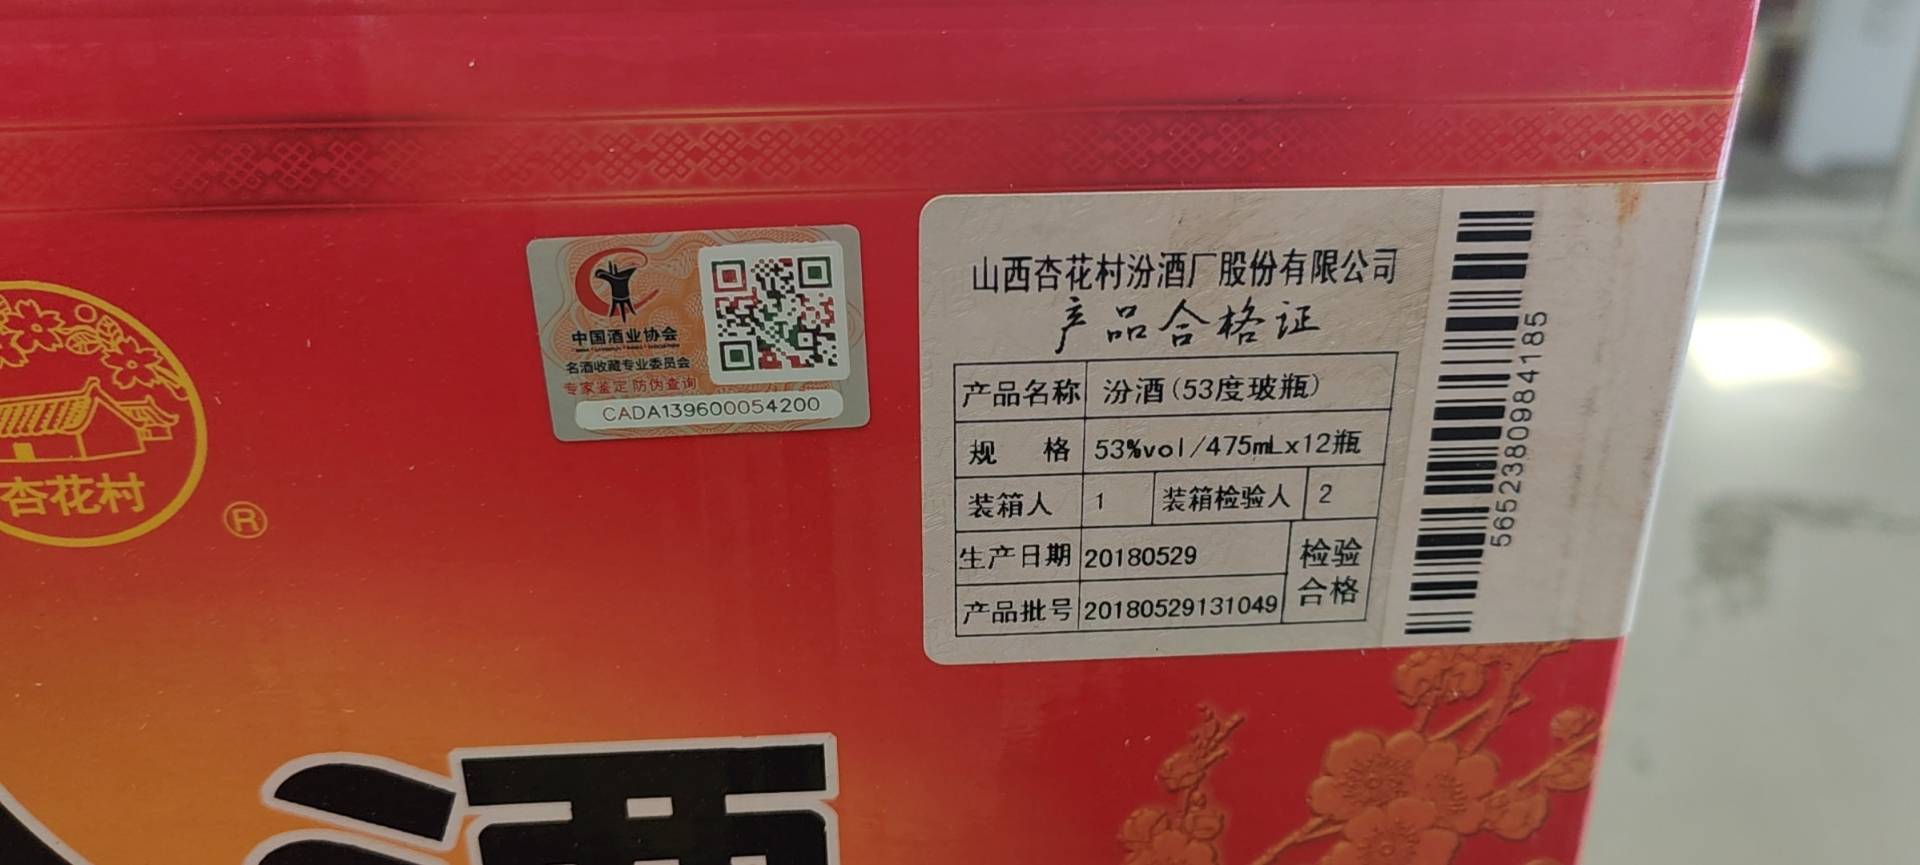 杏花村
®
中国酒业协会
名酒收藏专业委员会
专家鉴定 防伪查询
CADA139600054200
山西杏花村汾酒厂股份有限公司
产品合格证
产品名称 汾酒(53度玻瓶)
规 格 53%vol/475mLx12瓶
装箱人 1 装箱检验人 2
生产日期 20180529 检验
产品批号 20180529131049 合格
5652380984185
酒